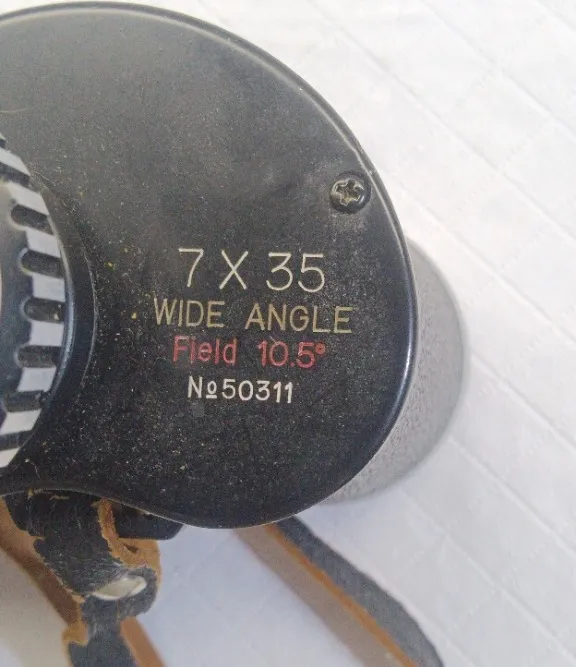 7 X 35
WIDE ANGLE
Field 10.5°
№50311